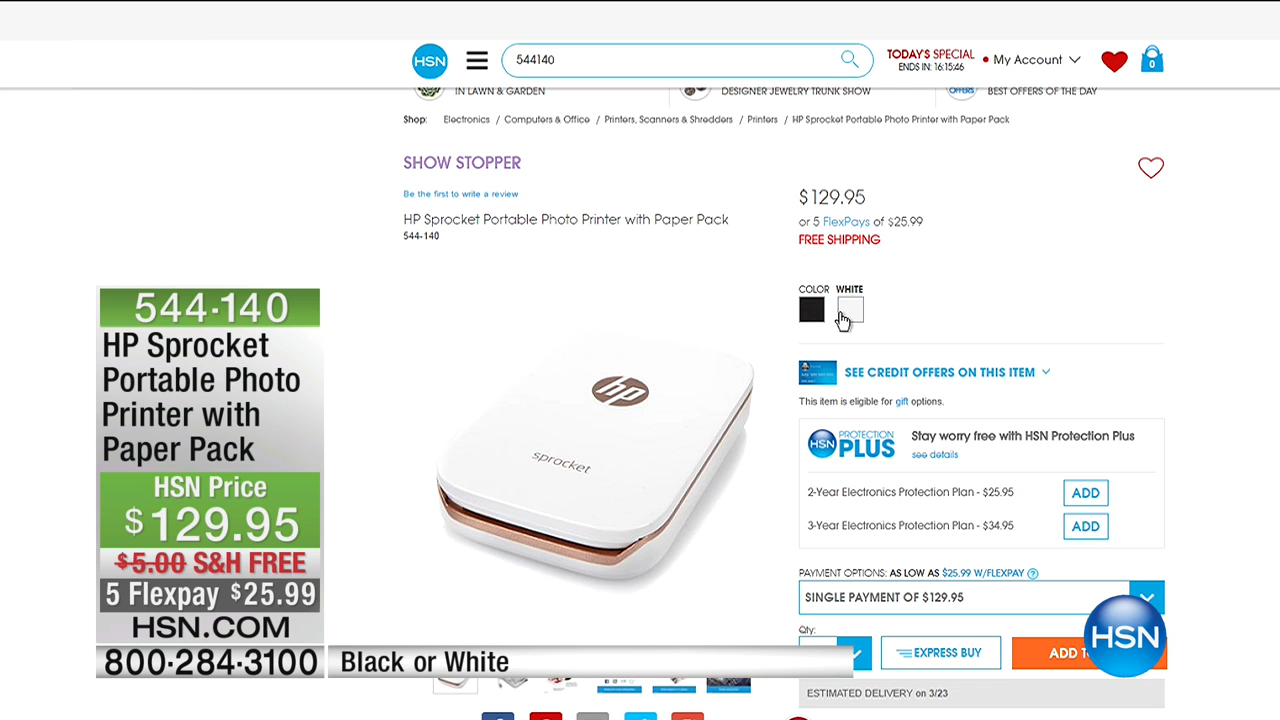 HSN
544140
TODAY'S SPECIAL
ENDS IN: 16:15:46
My Account
0
IN LAWN & GARDEN
DESIGNER JEWELRY TRUNK SHOW
OFFERS
BEST OFFERS OF THE DAY
Shop: Electronics / Computers & Office / Printers, Scanners & Shredders / Printers / HP Sprocket Portable Photo Printer with Paper Pack
SHOW STOPPER
Be the first to write a review
HP Sprocket Portable Photo Printer with Paper Pack
544-140
$129.95
or 5 FlexPays of $25.99
FREE SHIPPING
COLOR WHITE
hp
sprocket
SEE CREDIT OFFERS ON THIS ITEM
This item is eligible for gift options.
HSN PROTECTION PLUS
Stay worry free with HSN Protection Plus
see details
2-Year Electronics Protection Plan - $25.95
ADD
3-Year Electronics Protection Plan - $34.95
ADD
PAYMENT OPTIONS: AS LOW AS $25.99 W/FLEXPAY ?
SINGLE PAYMENT OF $129.95
Qty:
EXPRESS BUY
ADD TO
HSN
ESTIMATED DELIVERY on 3/23
544-140
HP Sprocket
Portable Photo
Printer with
Paper Pack
HSN Price
$129.95
$5.00 S&H FREE
5 Flexpay $25.99
HSN.COM
800-284-3100
Black or White